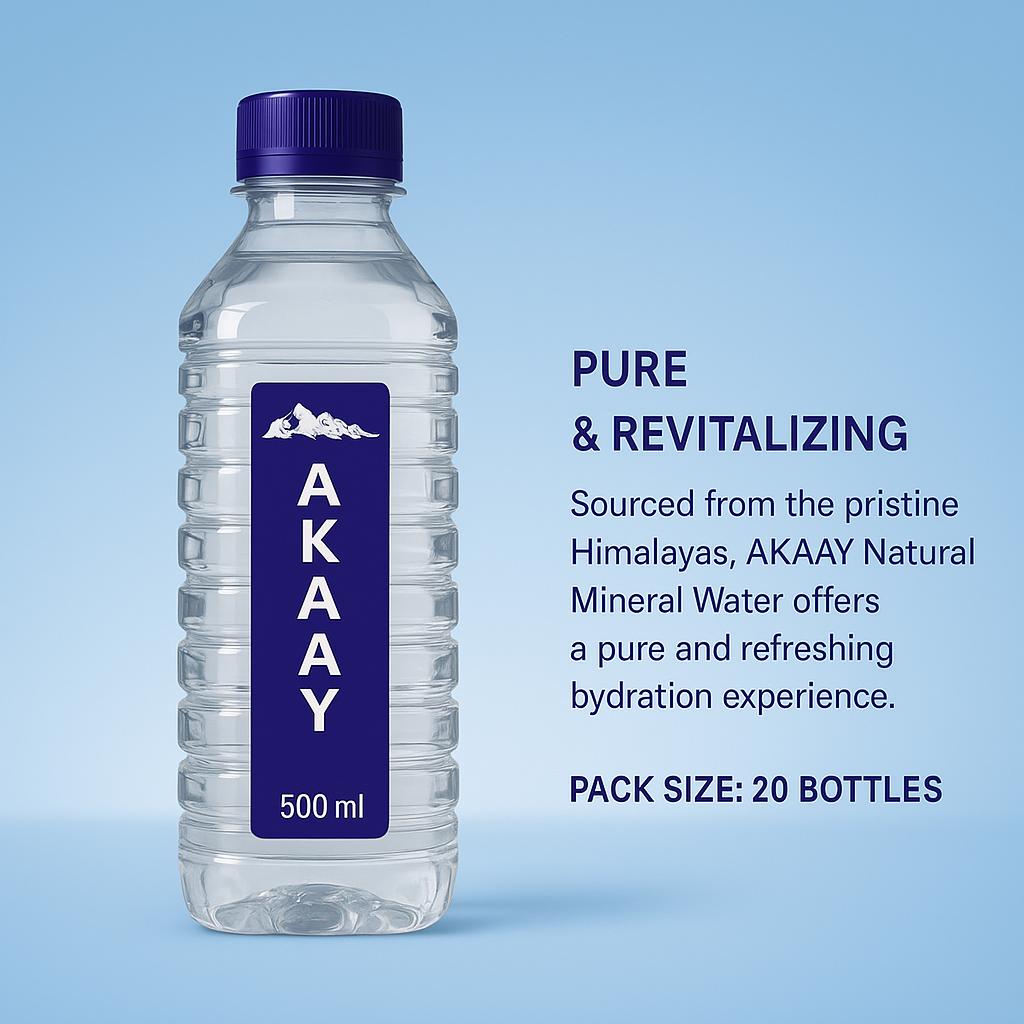 AKAAY
500 ml
PURE
& REVITALIZING
Sourced from the pristine
Himalayas, AKAAY Natural
Mineral Water offers
a pure and refreshing
bydration experience.
PACK SIZE: 20 BOTTLES